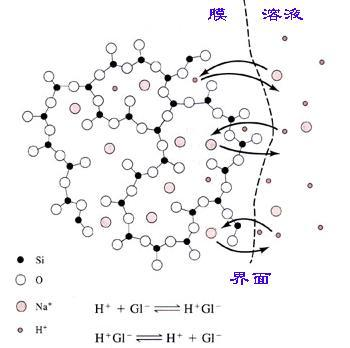 膜 溶液
界面
Si
O
Na⁺
H⁺
H⁺ + Gl⁻ ⇌ H⁺Gl⁻
H⁺Gl⁻ ⇌ H⁺ + Gl⁻